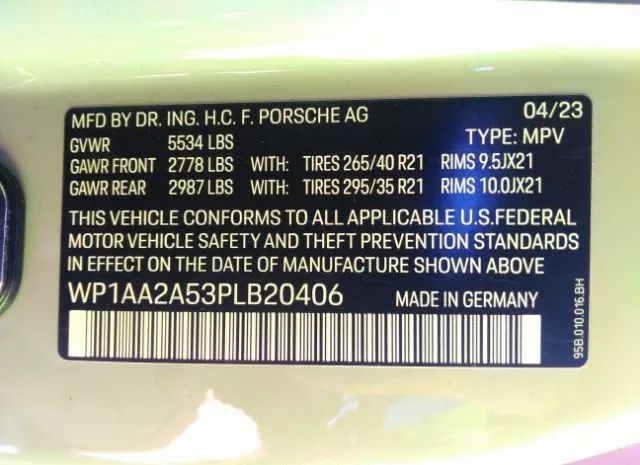 MFD BY DR. ING. H.C. F. PORSCHE AG 04/23
GVWR 5534 LBS TYPE: MPV
GAWR FRONT 2778 LBS WITH: TIRES 265/40 R21 RIMS 9.5JX21
GAWR REAR 2987 LBS WITH: TIRES 295/35 R21 RIMS 10.0JX21
THIS VEHICLE CONFORMS TO ALL APPLICABLE U.S.FEDERAL
MOTOR VEHICLE SAFETY AND THEFT PREVENTION STANDARDS
IN EFFECT ON THE DATE OF MANUFACTURE SHOWN ABOVE
WP1AA2A53PLB20406 MADE IN GERMANY
95B.010.016.BH